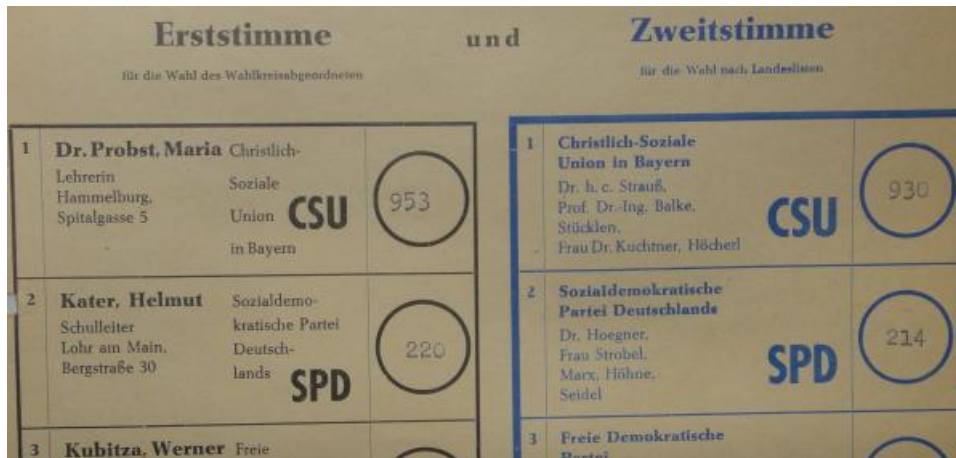 Erststimme und Zweitstimme
für die Wahl des Wahlkreisabgeordneten
für die Wahl nach Landeslisten
1 Dr. Probst, Maria Christlich-
Lehrerin
Hammelburg,
Spitalgasse 5
Soziale
Union CSU
in Bayern
953
2 Kater, Helmut Sozialdemo-
Schulleiter
Lohr am Main,
Bergstraße 30
kratische Partei
Deutsch-
lands SPD
220
3 Kubitza, Werner Freie
1 Christlich-Soziale
Union in Bayern
Dr. h. c. Strauß,
Prof. Dr.-Ing. Balke,
Stücklen,
Frau Dr. Kuchtner, Höcherl
CSU
930
2 Sozialdemokratische
Partei Deutschlands
Dr. Hoegner,
Frau Strobel,
Marx, Höhne,
Seidel
SPD
214
3 Freie Demokratische
Partei